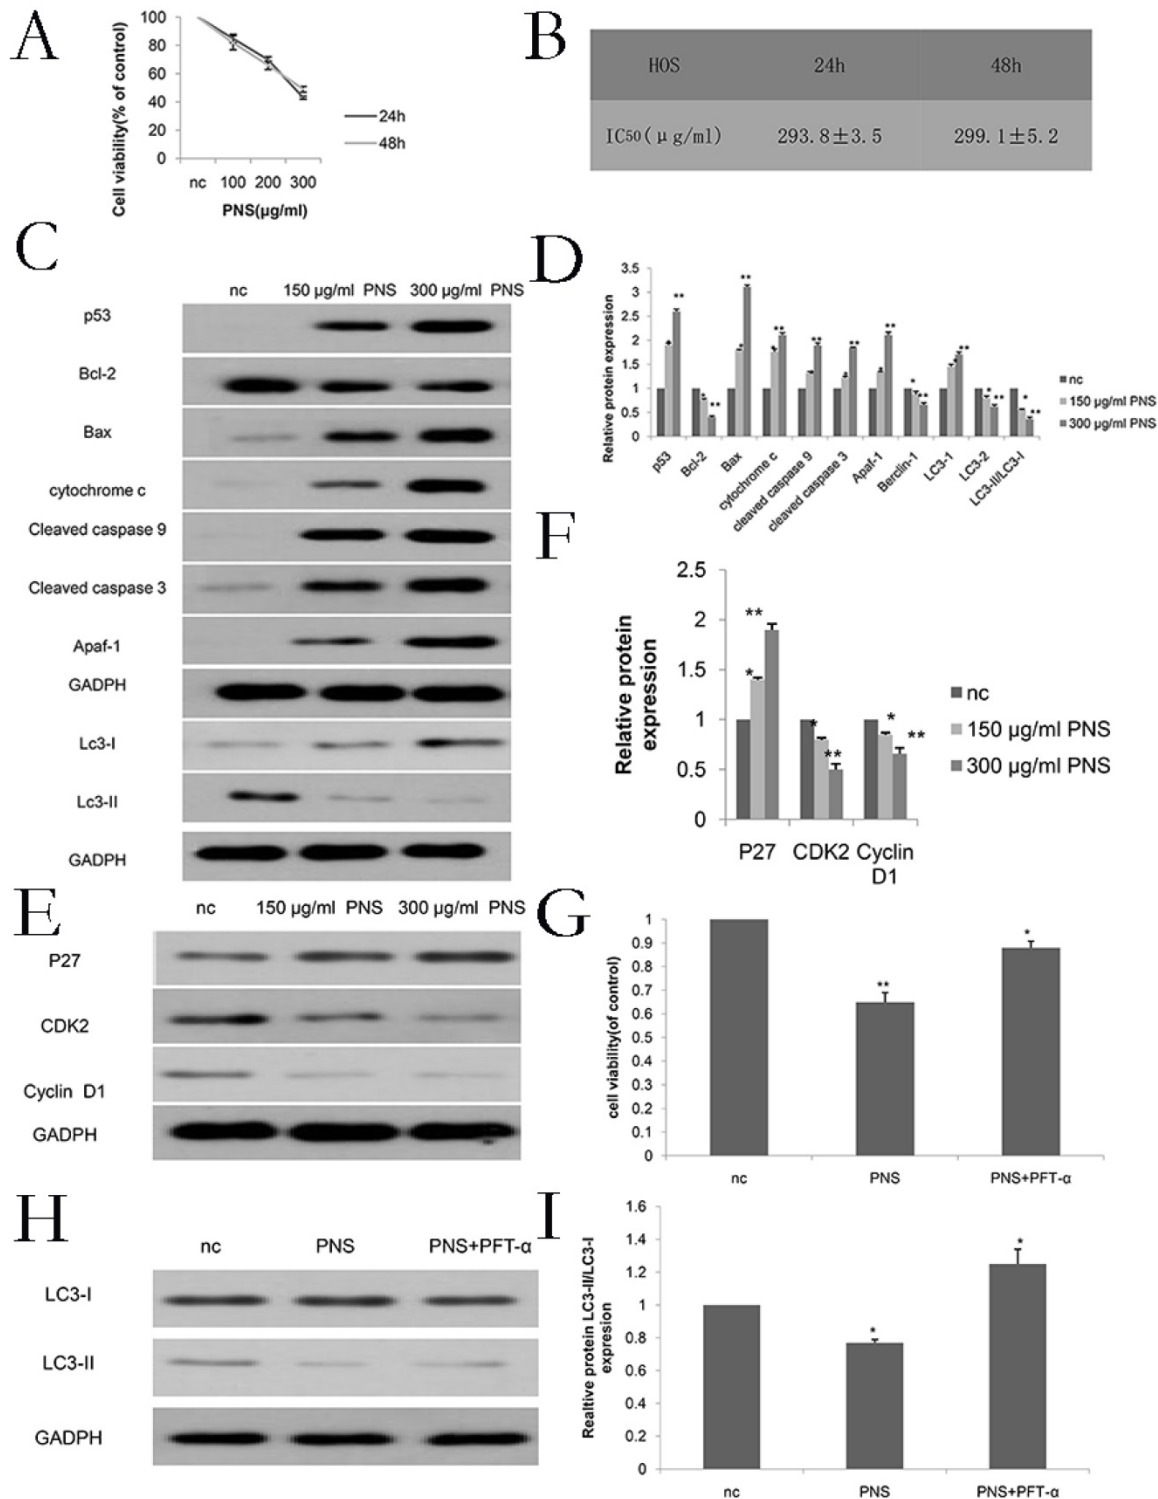 A
100
80
60
40
20
0
nc 100 200 300
Cell viability(% of control)
PNS(µg/ml)
24h
48h
B
HOS 24h 48h
IC50(μg/ml) 293.8±3.5 299.1±5.2
C
nc 150 µg/ml PNS 300 µg/ml PNS
p53
Bcl-2
Bax
cytochrome c
Cleaved caspase 9
Cleaved caspase 3
Apaf-1
GADPH
Lc3-I
Lc3-II
GADPH
D
3.5
3
2.5
2
1.5
1
0.5
0
Relative protein expression
p53 Bcl-2 Bax cytochrome c cleaved caspase 9 cleaved caspase 3 Apaf-1 Berclin-1 LC3-1 LC3-2 LC3-II/LC3-I
nc
150 µg/ml PNS
300 µg/ml PNS
F
2.5
2
1.5
1
0.5
0
Relative protein
expression
P27 CDK2 Cyclin
D1
nc
150 µg/ml PNS
300 µg/ml PNS
E
nc 150 µg/ml PNS 300 µg/ml PNS
P27
CDK2
Cyclin D1
GADPH
G
1
0.9
0.8
0.7
0.6
0.5
0.4
0.3
0.2
0.1
0
cell viability(of control)
nc PNS PNS+PFT-α
** *
H
nc PNS PNS+PFT-α
LC3-I
LC3-II
GADPH
I
1.6
1.4
1.2
1
0.8
0.6
0.4
0.2
0
Realtive protein LC3-II/LC3-I
expresion
nc PNS PNS+PFT-α
* *